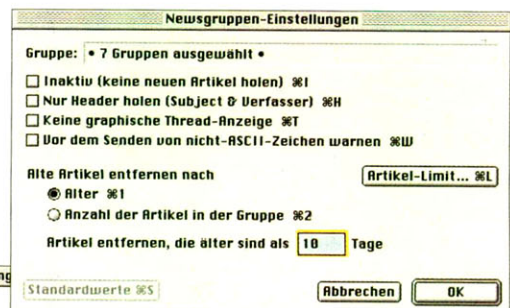 Newsgruppen-Einstellungen
Gruppe: • 7 Gruppen ausgewählt •
Inaktiv (keine neuen Artikel holen) ⌘I
Nur Header holen (Subject & Verfasser) ⌘H
Keine graphische Thread-Anzeige ⌘T
Vor dem Senden von nicht-ASCII-Zeichen warnen ⌘W
Alte Artikel entfernen nach
Artikel-Limit... ⌘L
Alter ⌘1
Anzahl der Artikel in der Gruppe ⌘2
Artikel entfernen, die älter sind als 10 Tage
ng
Standardwerte ⌘S
Abbrechen
OK